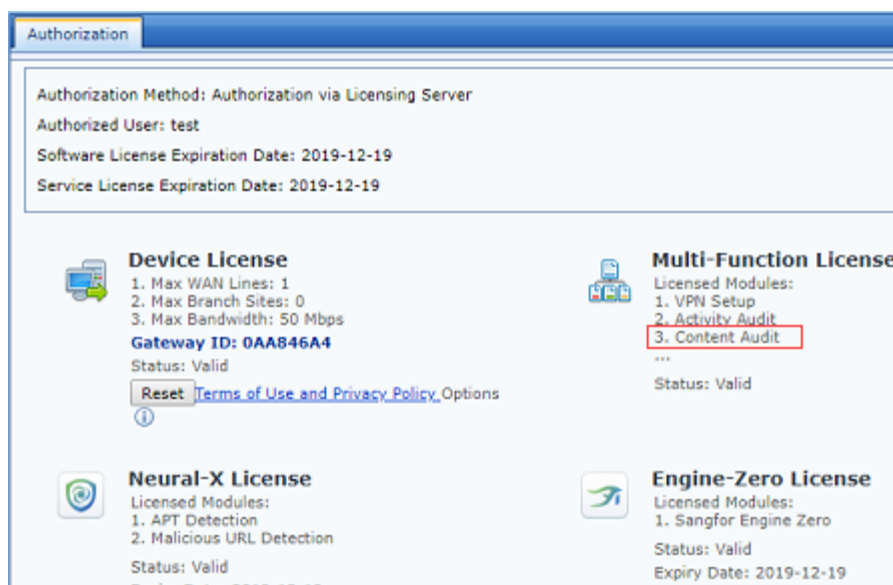 Authorization
Authorization Method: Authorization via Licensing Server
Authorized User: test
Software License Expiration Date: 2019-12-19
Service License Expiration Date: 2019-12-19
Device License
1. Max WAN Lines: 1
2. Max Branch Sites: 0
3. Max Bandwidth: 50 Mbps
Gateway ID: 0AA846A4
Status: Valid
Reset Terms of Use and Privacy Policy Options
Multi-Function License
Licensed Modules:
1. VPN Setup
2. Activity Audit
3. Content Audit
...
Status: Valid
Neural-X License
Licensed Modules:
1. APT Detection
2. Malicious URL Detection
Status: Valid
Engine-Zero License
Licensed Modules:
1. Sangfor Engine Zero
Status: Valid
Expiry Date: 2019-12-19